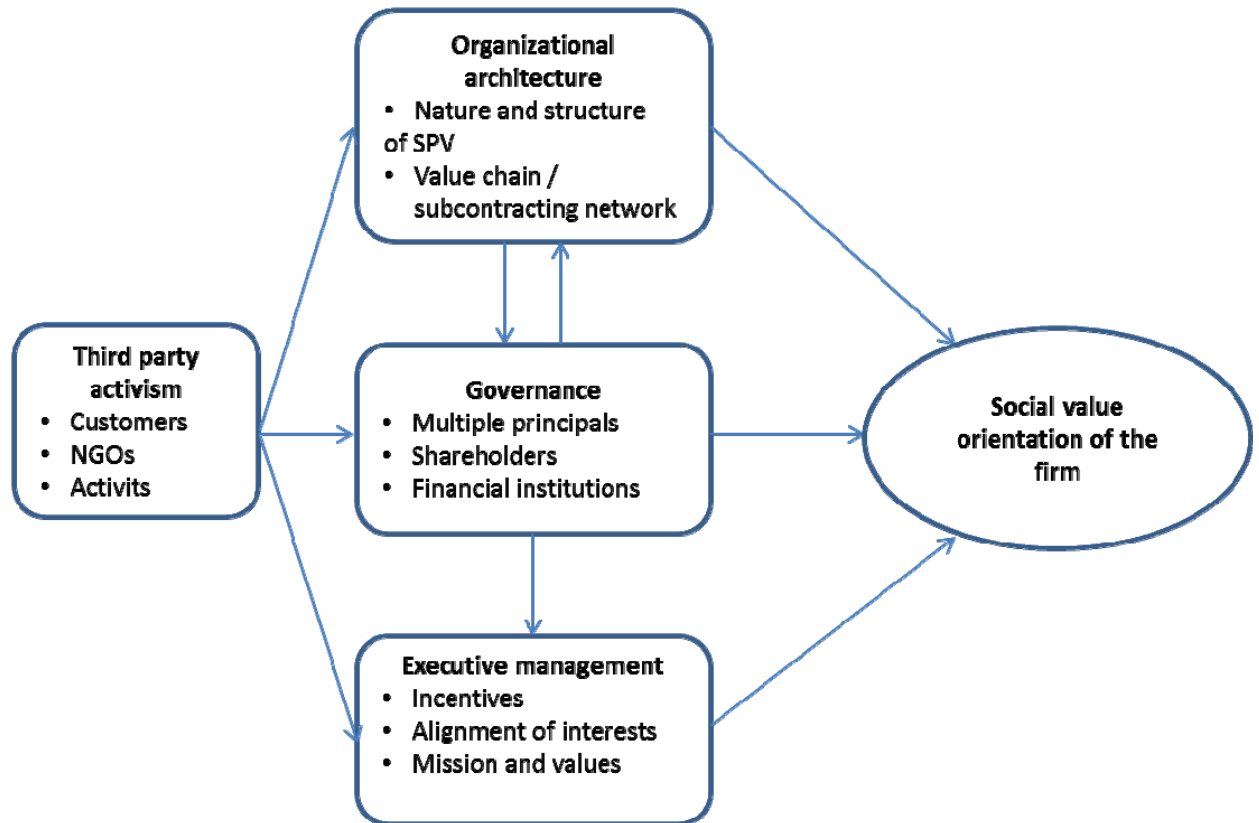 Organizational
architecture
• Nature and structure
of SPV
• Value chain /
subcontracting network
Third party
activism
• Customers
• NGOs
• Activits
Governance
• Multiple principals
• Shareholders
• Financial institutions
Social value
orientation of the
firm
Executive management
• Incentives
• Alignment of interests
• Mission and values